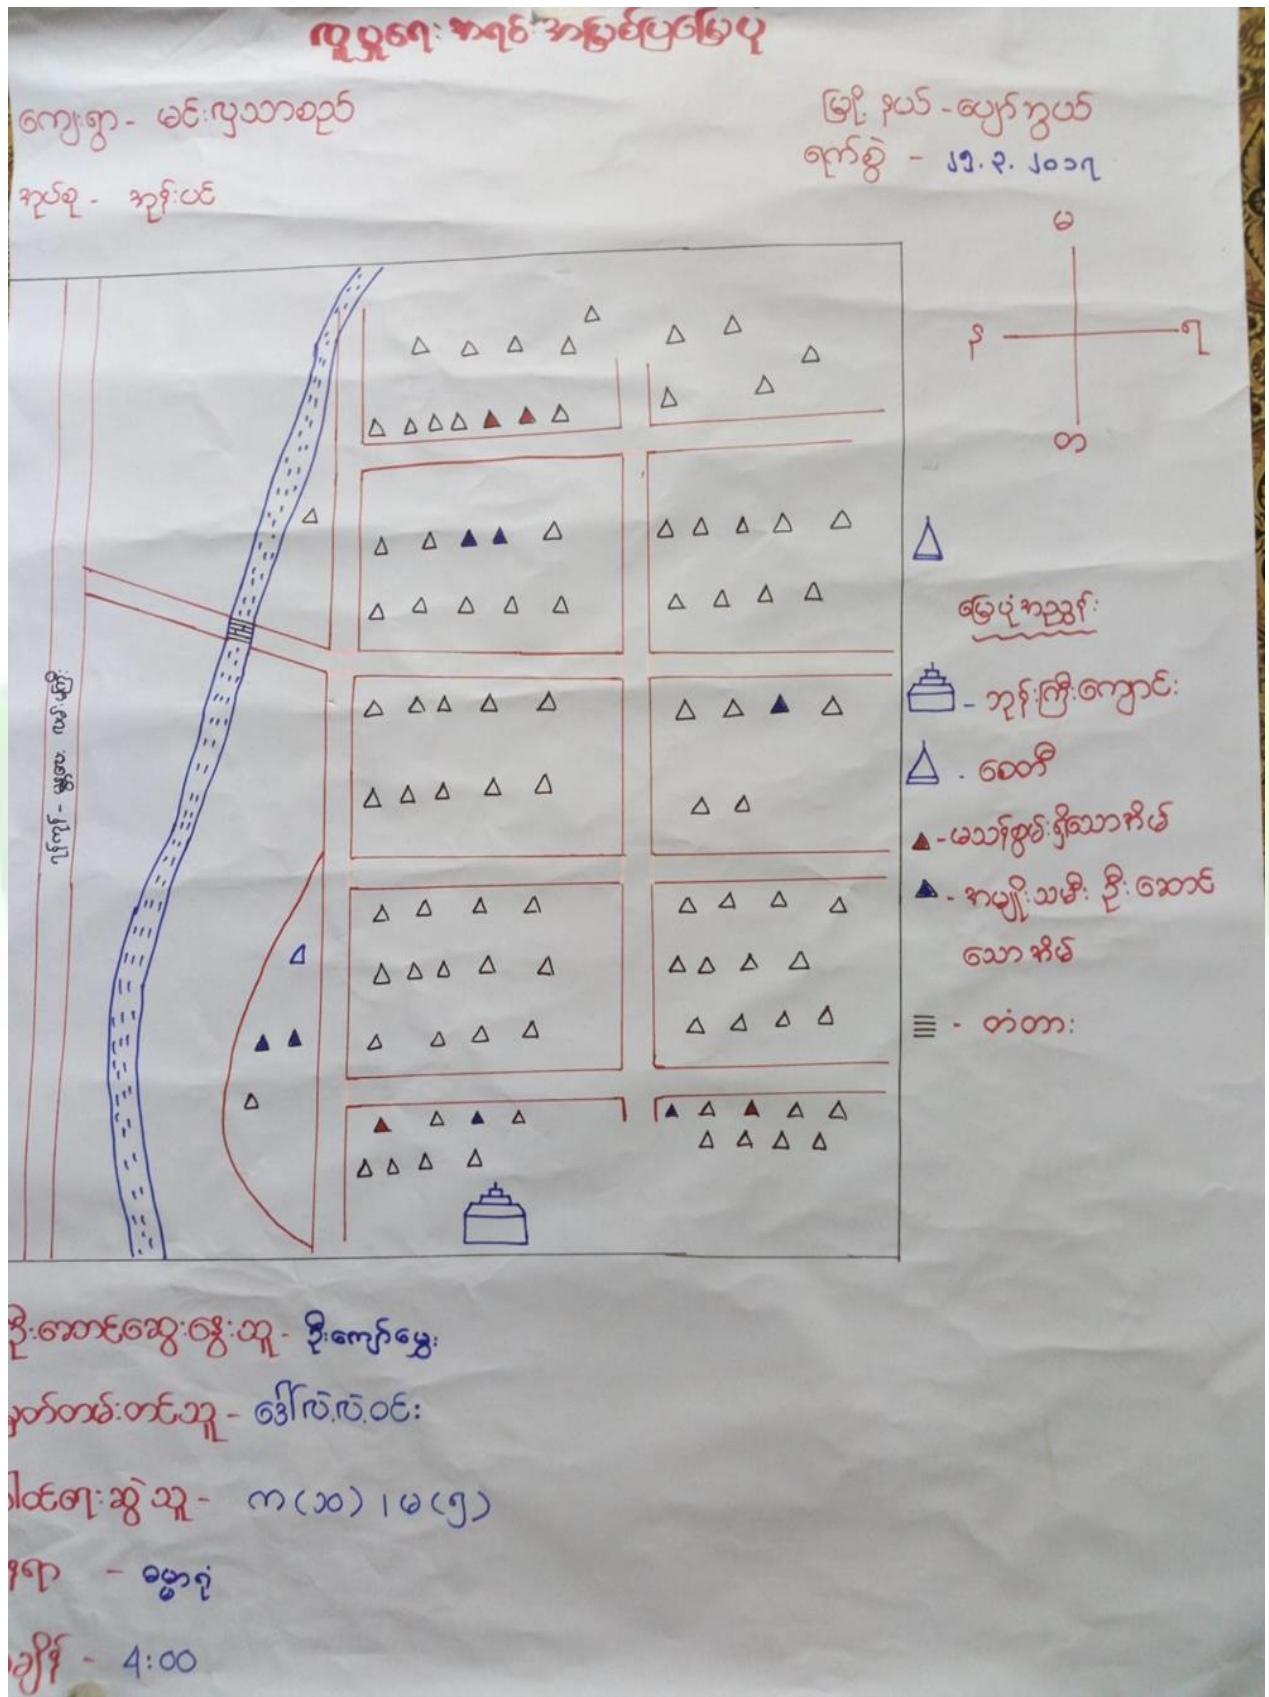 လူမှုရေး အရင်းအမြစ်ပြမြေပုံ
ကျေးရွာ - မင်းလှသာစည်
မြို့နယ် - ပျော်ဘွယ်
ရက်စွဲ - ၂၅.၃.၂၀၁၇
အုပ်စု - အုန်းပင်
မ
န
ရ
တ
မြေပုံအညွှန်း
- ဘုန်းကြီးကျောင်း
- စေတီ
- မသန်စွမ်းရှိသောအိမ်
- အမျိုးသမီး ဦးဆောင်
သောအိမ်
- တံတား
ဦးဆောင်ဆွေးနွေးသူ - ဦးကျော်မွှေး
မှတ်တမ်းတင်သူ - ဒေါ်လဲ့လဲ့ဝင်း
ပါဝင်ရေးဆွဲသူ - က (၁၀) ၊ မ (၅)
နေရာ - ဓမ္မာရုံ
အချိန် - 4:00